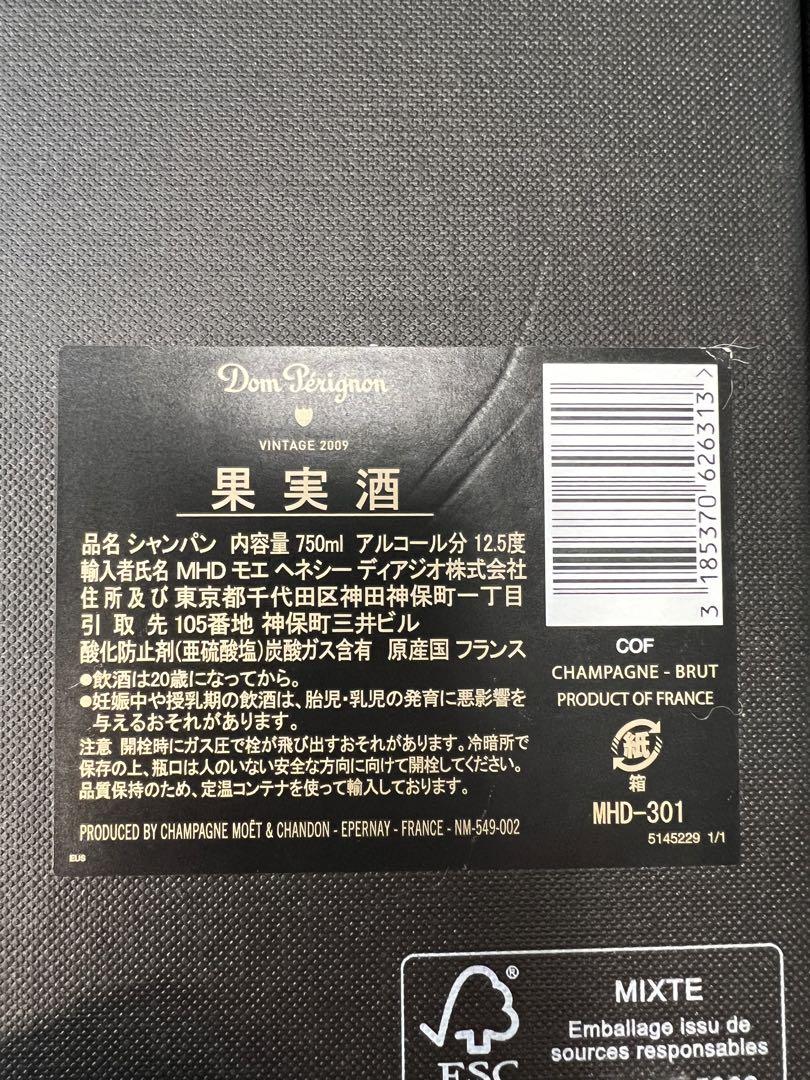 Dom Pérignon
VINTAGE 2009
果実酒
品名 シャンパン 内容量 750ml アルコール分 12.5度
輸入者氏名 MHD モエ ヘネシー ディアジオ株式会社
住所及び 東京都千代田区神田神保町一丁目
引取先 105番地 神保町三井ビル
酸化防止剤(亜硫酸塩)炭酸ガス含有 原産国 フランス
●飲酒は20歳になってから。
●妊娠中や授乳期の飲酒は、胎児・乳児の発育に悪影響を
与えるおそれがあります。
注意 開栓時にガス圧で栓が飛び出すおそれがあります。冷暗所で
保存の上、瓶口は人のいない安全な方向に向けて開栓してください。
品質保持のため、定温コンテナを使って輸入しております。
PRODUCED BY CHAMPAGNE MOËT & CHANDON - EPERNAY - FRANCE - NM-549-002
EUS
3 185370 626313 >
COF
CHAMPAGNE - BRUT
PRODUCT OF FRANCE
紙
箱
MHD-301
5145229 1/1
®
FSC
MIXTE
Emballage issu de
sources responsables